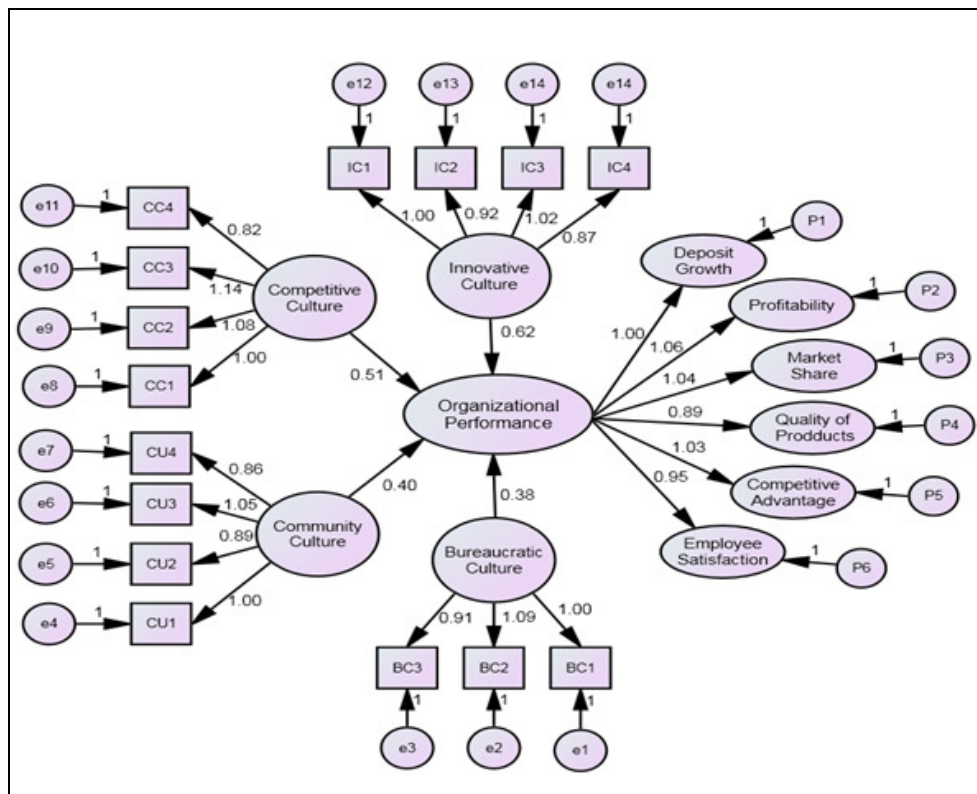 e12
e13
e14
e14
1
1
1
1
IC1
IC2
IC3
IC4
1.00
0.92
1.02
0.87
Innovative
Culture
0.62
e11
1
CC4
e10
1
CC3
e9
1
CC2
e8
1
CC1
0.82
1.14
1.08
1.00
Competitive
Culture
0.51
e7
1
CU4
e6
1
CU3
e5
1
CU2
e4
1
CU1
0.86
1.05
0.89
1.00
Community
Culture
0.40
Organizational
Performance
0.38
Bureaucratic
Culture
0.91
1.09
1.00
BC3
BC2
BC1
1
1
1
e3
e2
e1
1.00
1.06
1.04
0.89
1.03
0.95
Deposit
Growth
1
P1
Profitability
1
P2
Market
Share
1
P3
Quality of
Prodducts
1
P4
Competitive
Advantage
1
P5
Employee
Satisfaction
1
P6